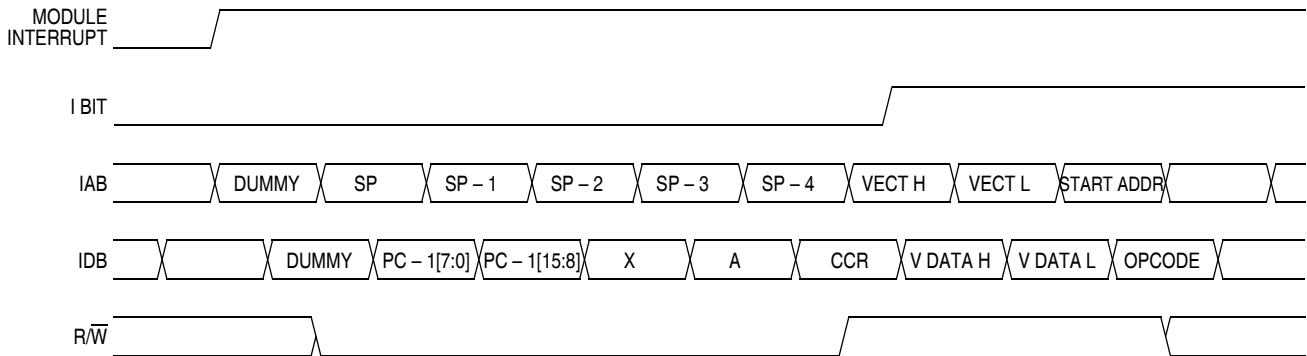 MODULE
INTERRUPT
I BIT
IAB DUMMY SP SP – 1 SP – 2 SP – 3 SP – 4 VECT H VECT L START ADDR
IDB DUMMY PC – 1[7:0] PC – 1[15:8] X A CCR V DATA H V DATA L OPCODE
R/W̅